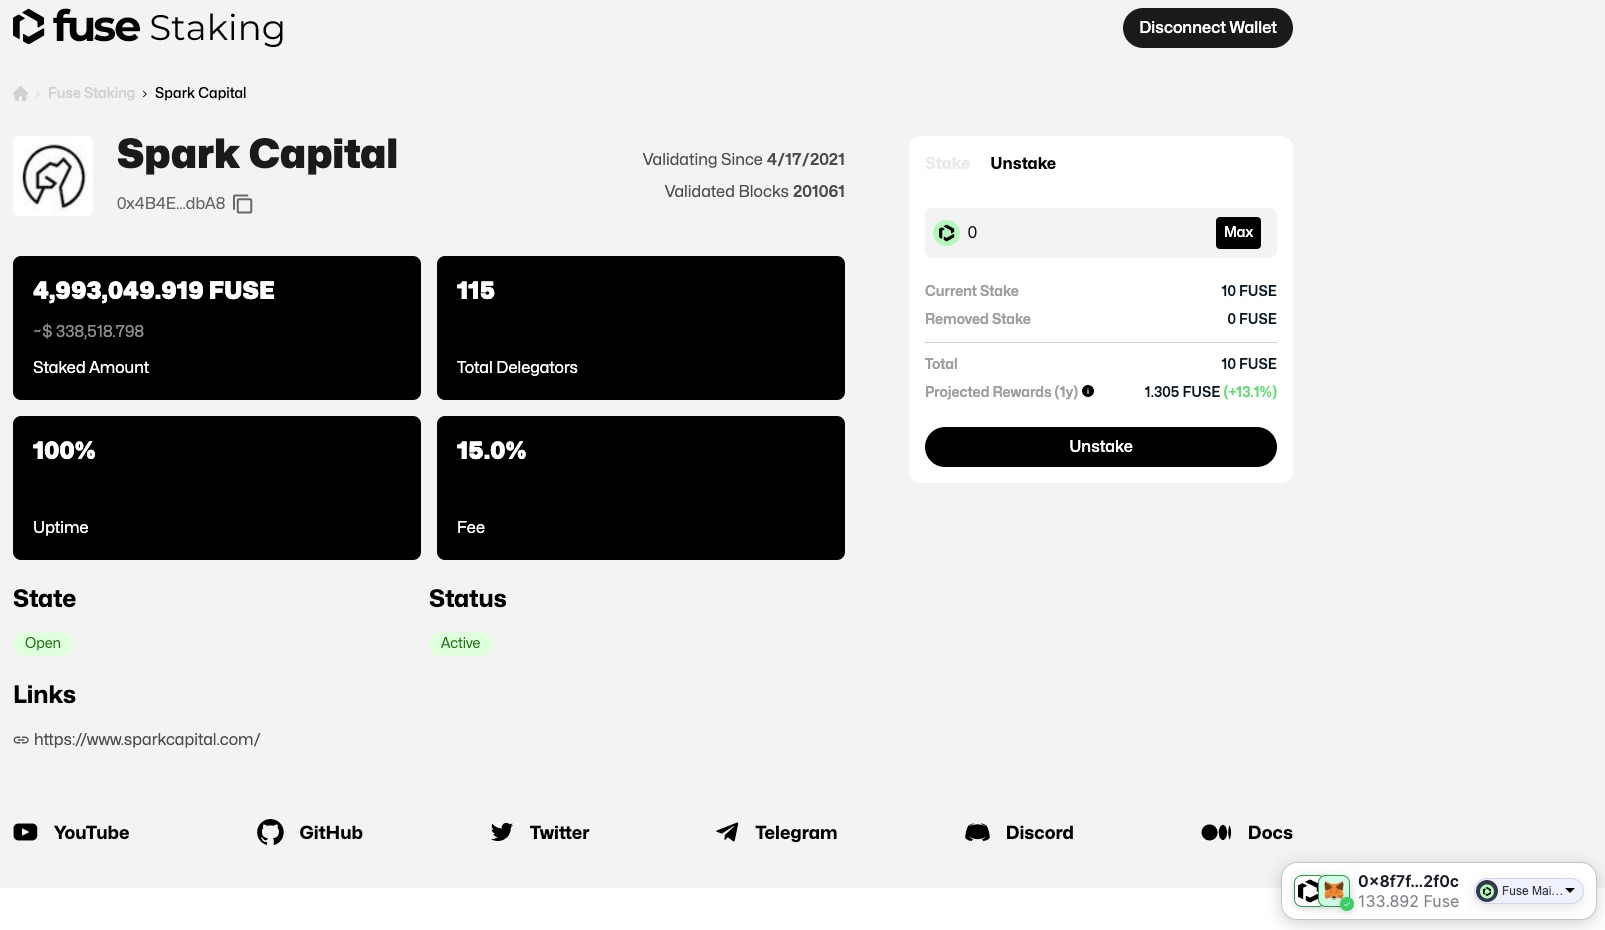 fuse Staking
Disconnect Wallet
Fuse Staking › Spark Capital
Spark Capital
0x4B4E...dbA8
Validating Since 4/17/2021
Validated Blocks 201061
4,993,049.919 FUSE
~$ 338,518.798
Staked Amount
115
Total Delegators
100%
Uptime
15.0%
Fee
State
Open
Status
Active
Links
https://www.sparkcapital.com/
Stake Unstake
0 Max
Current Stake 10 FUSE
Removed Stake 0 FUSE
Total 10 FUSE
Projected Rewards (1y) 1.305 FUSE (+13.1%)
Unstake
YouTube GitHub Twitter Telegram Discord Docs
0x8f7f...2f0c
133.892 Fuse
Fuse Mai...